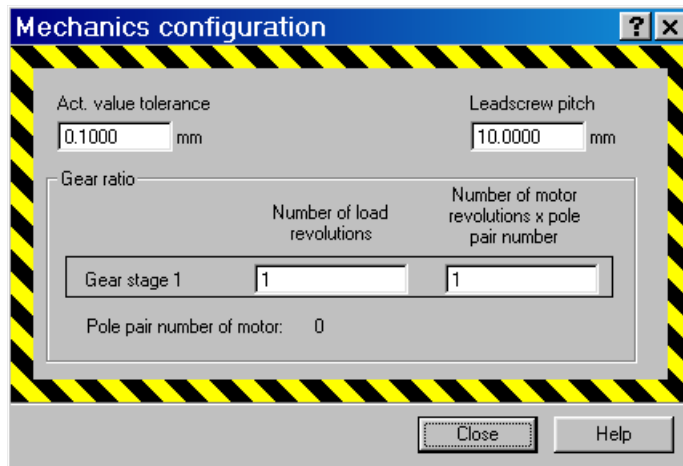 Mechanics configuration
Act. value tolerance
Leadscrew pitch
0.1000 mm
10.0000 mm
Gear ratio
Number of load
revolutions
Number of motor
revolutions x pole
pair number
Gear stage 1
1
1
Pole pair number of motor: 0
Close
Help